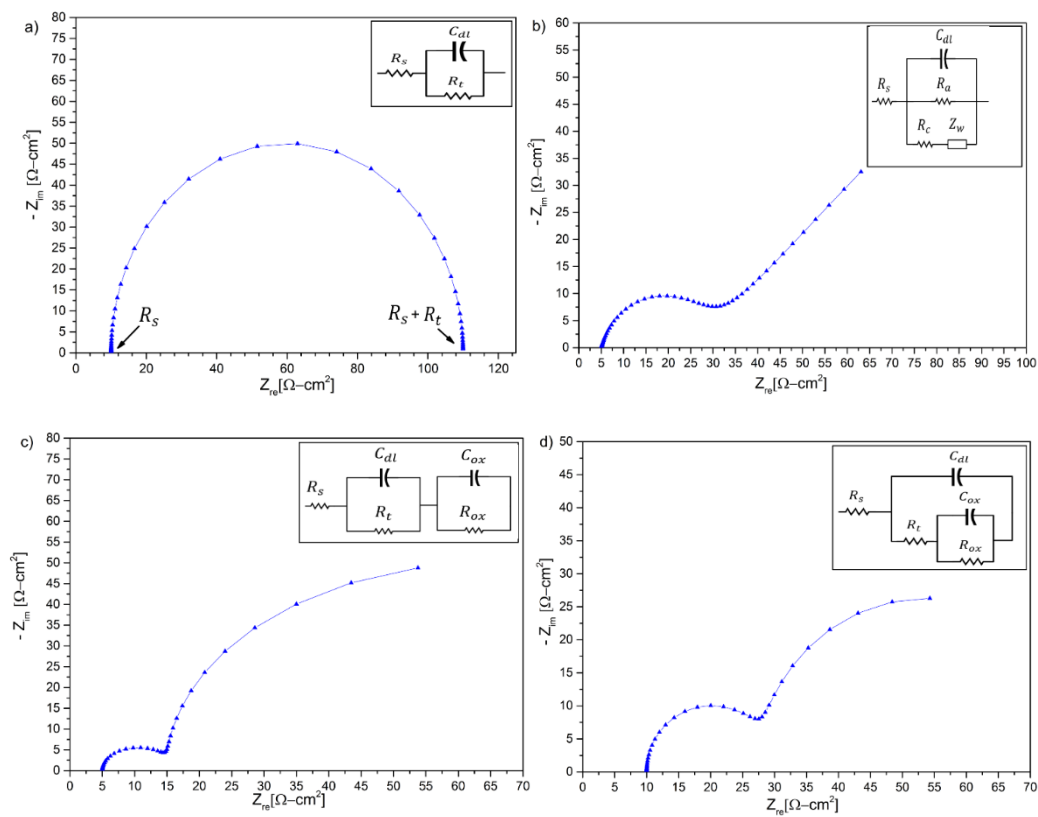 a)
80
75
70
65
60
55
50
45
40
35
30
25
20
15
10
5
0
- Z_im [Ω−cm²]
20 40 60 80 100 120
Z_re[Ω−cm²]
C_dl
R_s
R_t
R_s
R_s + R_t
b)
60
55
50
45
40
35
30
25
20
15
10
5
0
- Z_im [Ω−cm²]
0 5 10 15 20 25 30 35 40 45 50 55 60 65 70 75 80 85 90 95 100
Z_re[Ω−cm²]
C_dl
R_s R_a
R_c Z_w
c)
80
75
70
65
60
55
50
45
40
35
30
25
20
15
10
5
0
- Z_im [Ω−cm²]
0 5 10 15 20 25 30 35 40 45 50 55 60 65 70
Z_re[Ω−cm²]
C_dl C_ox
R_s
R_t R_ox
d)
50
45
40
35
30
25
20
15
10
5
0
- Z_im [Ω−cm²]
0 5 10 15 20 25 30 35 40 45 50 55 60 65 70
Z_re[Ω−cm²]
C_dl
R_s
C_ox
R_t
R_ox